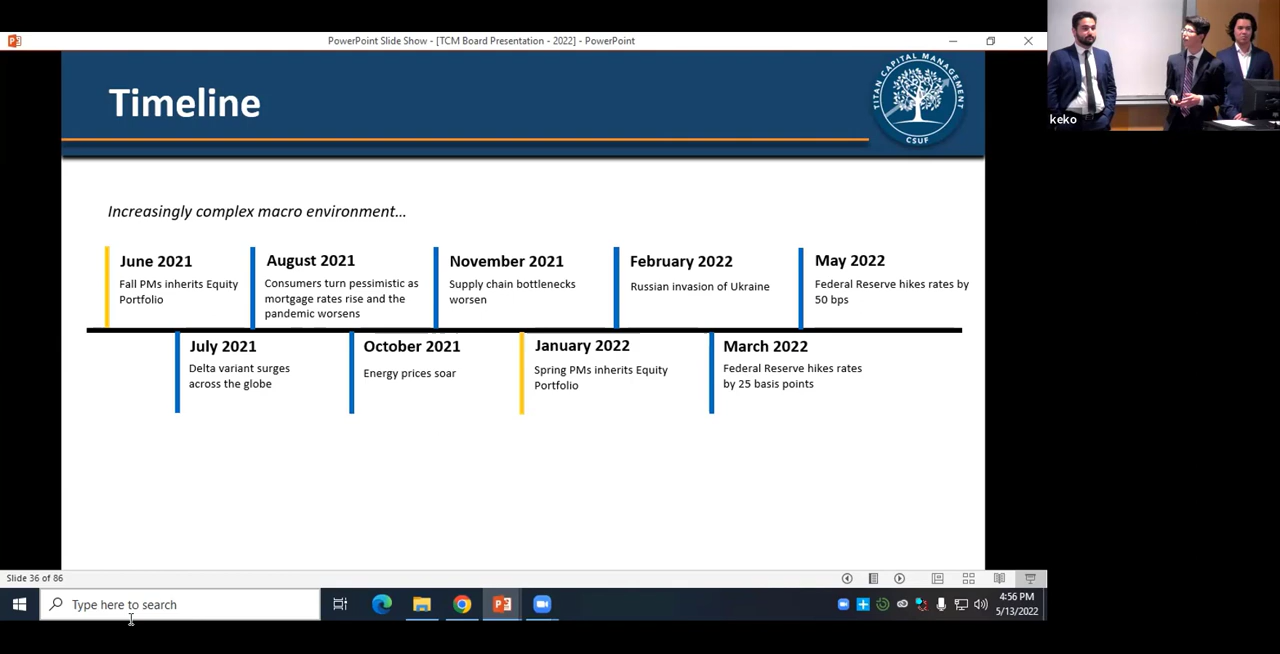 PowerPoint Slide Show - [TCM Board Presentation - 2022] - PowerPoint
keko
Timeline
TITAN CAPITAL MANAGEMENT
CSUF
Increasingly complex macro environment...
June 2021
Fall PMs inherits Equity
Portfolio
August 2021
Consumers turn pessimistic as
mortgage rates rise and the
pandemic worsens
November 2021
Supply chain bottlenecks
worsen
February 2022
Russian invasion of Ukraine
May 2022
Federal Reserve hikes rates by
50 bps
July 2021
Delta variant surges
across the globe
October 2021
Energy prices soar
January 2022
Spring PMs inherits Equity
Portfolio
March 2022
Federal Reserve hikes rates
by 25 basis points
Slide 36 of 86
Type here to search
4:56 PM
5/13/2022